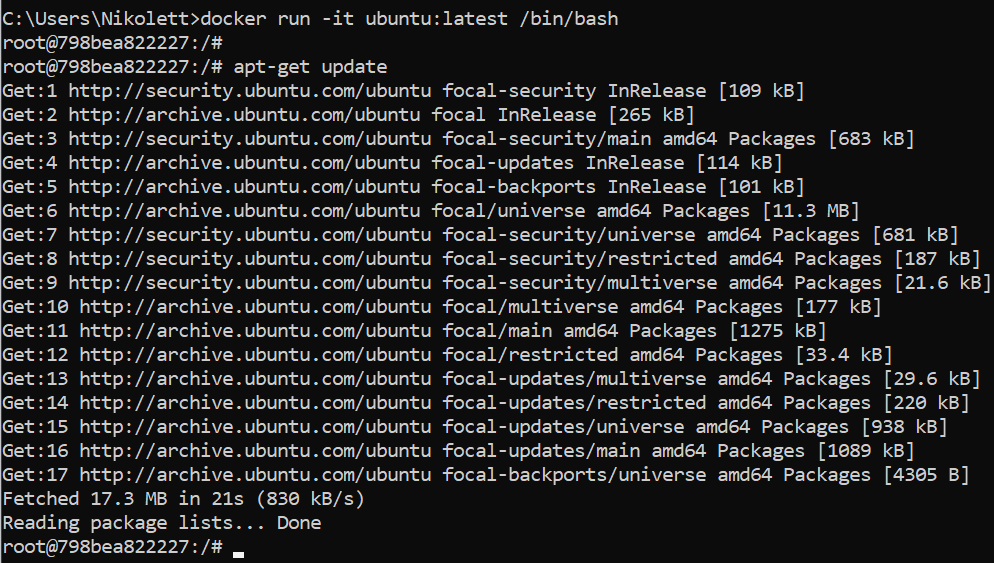 C:\Users\Nikolett>docker run -it ubuntu:latest /bin/bash
root@798bea822227:/#
root@798bea822227:/# apt-get update
Get:1 http://security.ubuntu.com/ubuntu focal-security InRelease [109 kB]
Get:2 http://archive.ubuntu.com/ubuntu focal InRelease [265 kB]
Get:3 http://security.ubuntu.com/ubuntu focal-security/main amd64 Packages [683 kB]
Get:4 http://archive.ubuntu.com/ubuntu focal-updates InRelease [114 kB]
Get:5 http://archive.ubuntu.com/ubuntu focal-backports InRelease [101 kB]
Get:6 http://archive.ubuntu.com/ubuntu focal/universe amd64 Packages [11.3 MB]
Get:7 http://security.ubuntu.com/ubuntu focal-security/universe amd64 Packages [681 kB]
Get:8 http://security.ubuntu.com/ubuntu focal-security/restricted amd64 Packages [187 kB]
Get:9 http://security.ubuntu.com/ubuntu focal-security/multiverse amd64 Packages [21.6 kB]
Get:10 http://archive.ubuntu.com/ubuntu focal/multiverse amd64 Packages [177 kB]
Get:11 http://archive.ubuntu.com/ubuntu focal/main amd64 Packages [1275 kB]
Get:12 http://archive.ubuntu.com/ubuntu focal/restricted amd64 Packages [33.4 kB]
Get:13 http://archive.ubuntu.com/ubuntu focal-updates/multiverse amd64 Packages [29.6 kB]
Get:14 http://archive.ubuntu.com/ubuntu focal-updates/restricted amd64 Packages [220 kB]
Get:15 http://archive.ubuntu.com/ubuntu focal-updates/universe amd64 Packages [938 kB]
Get:16 http://archive.ubuntu.com/ubuntu focal-updates/main amd64 Packages [1089 kB]
Get:17 http://archive.ubuntu.com/ubuntu focal-backports/universe amd64 Packages [4305 B]
Fetched 17.3 MB in 21s (830 kB/s)
Reading package lists... Done
root@798bea822227:/#